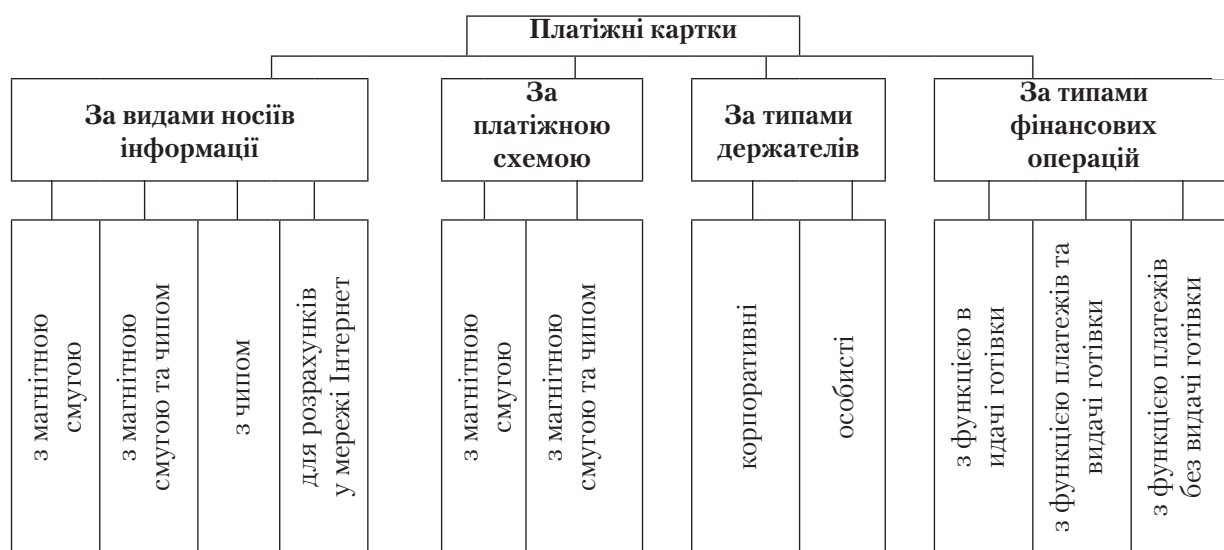 Платіжні картки
За видами носіїв
інформації
За
платіжною
схемою
За типами
держателів
За типами
фінансових
операцій
з магнітною
смугою
з магнітною
смугою та чипом
з чипом
для розрахунків
у мережі Інтернет
з магнітною
смугою
з магнітною
смугою та чипом
корпоративні
особисті
з функцією в
идачі готівки
з функцією платежів та
видачі готівки
з функцією платежів
без видачі готівки